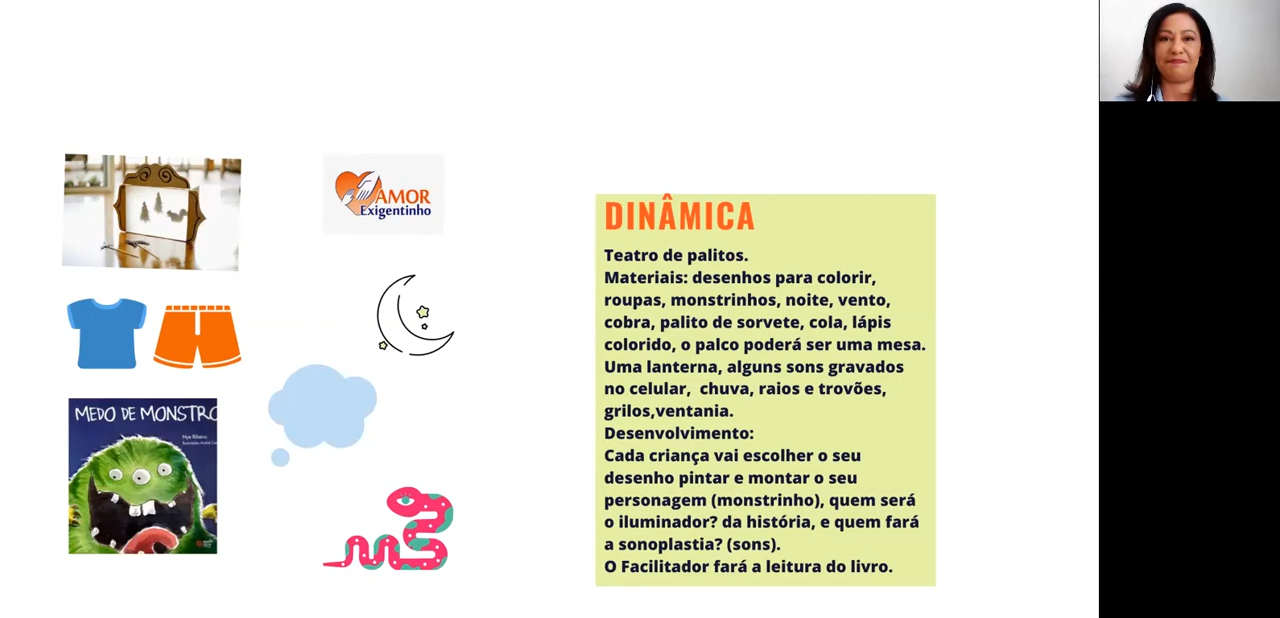 AMOR
Exigentinho
MEDO DE MONSTRO
Nye Ribeiro
DINÂMICA
Teatro de palitos.
Materiais: desenhos para colorir,
roupas, monstrinhos, noite, vento,
cobra, palito de sorvete, cola, lápis
colorido, o palco poderá ser uma mesa.
Uma lanterna, alguns sons gravados
no celular,  chuva, raios e trovões,
grilos,ventania.
Desenvolvimento:
Cada criança vai escolher o seu
desenho pintar e montar o seu
personagem (monstrinho), quem será
o iluminador? da história, e quem fará
a sonoplastia? (sons).
O Facilitador fará a leitura do livro.